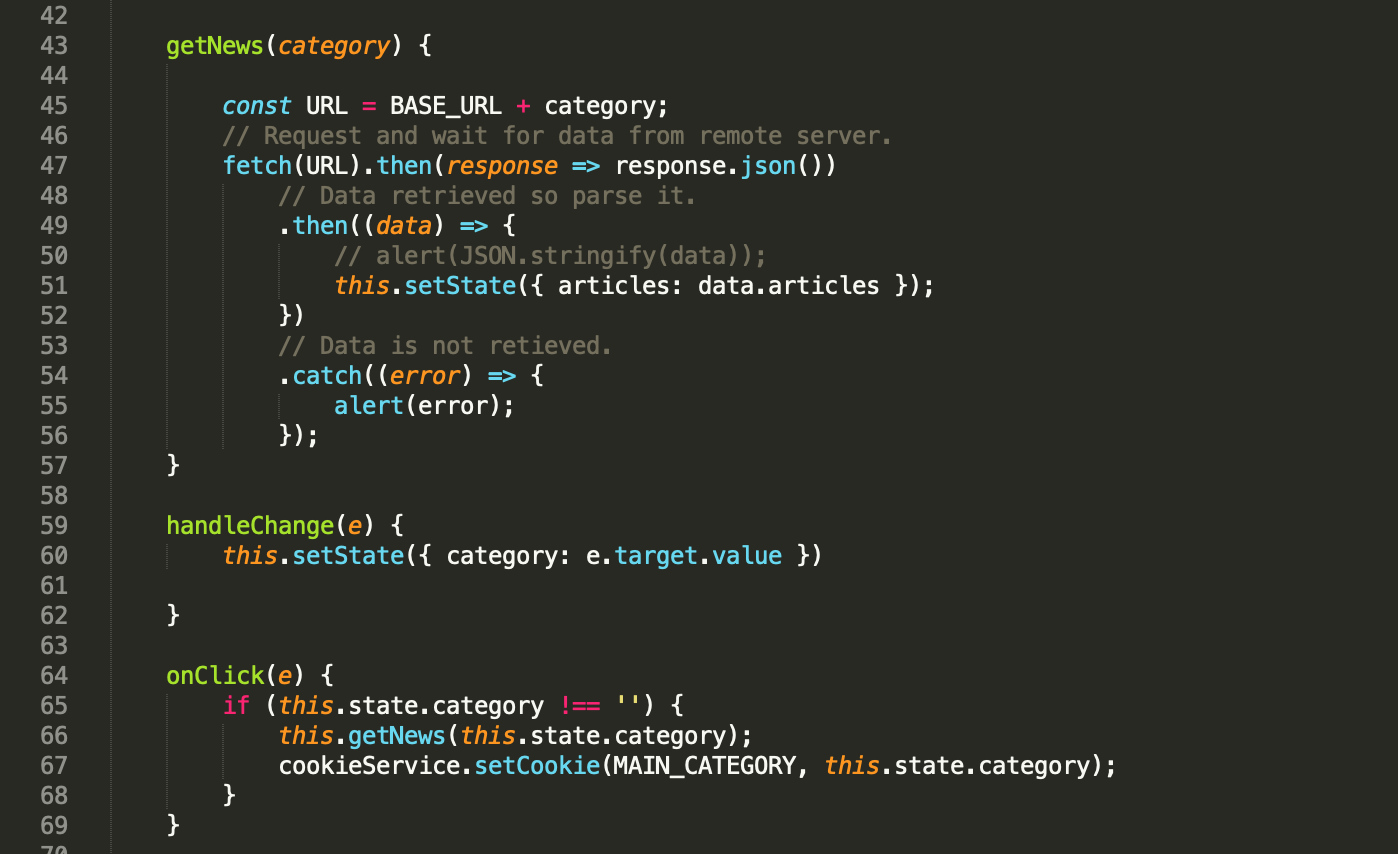 42
43 getNews(category) {
44
45 const URL = BASE_URL + category;
46 // Request and wait for data from remote server.
47 fetch(URL).then(response => response.json())
48 // Data retrieved so parse it.
49 .then((data) => {
50 // alert(JSON.stringify(data));
51 this.setState({ articles: data.articles });
52 })
53 // Data is not retieved.
54 .catch((error) => {
55 alert(error);
56 });
57 }
58
59 handleChange(e) {
60 this.setState({ category: e.target.value })
61
62 }
63
64 onClick(e) {
65 if (this.state.category !== '') {
66 this.getNews(this.state.category);
67 cookieService.setCookie(MAIN_CATEGORY, this.state.category);
68 }
69 }
70